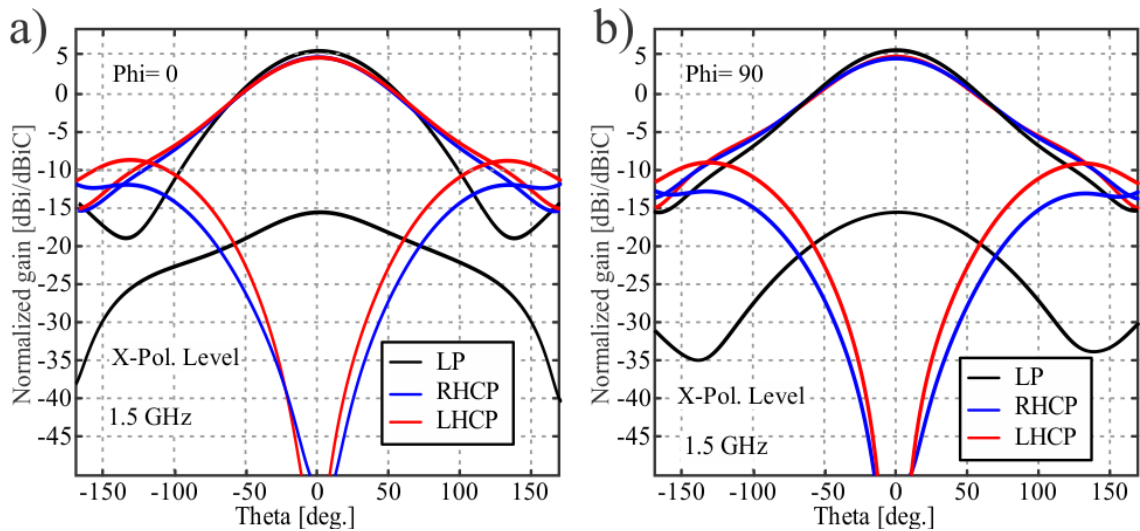 a)
Normalized gain [dBi/dBiC]
5
0
-5
-10
-15
-20
-25
-30
-35
-40
-45
Phi= 0
X-Pol. Level
1.5 GHz
LP
RHCP
LHCP
-150 -100 -50 0 50 100 150
Theta [deg.]
b)
Normalized gain [dBi/dBiC]
5
0
-5
-10
-15
-20
-25
-30
-35
-40
-45
Phi= 90
X-Pol. Level
1.5 GHz
LP
RHCP
LHCP
-150 -100 -50 0 50 100 150
Theta [deg.]